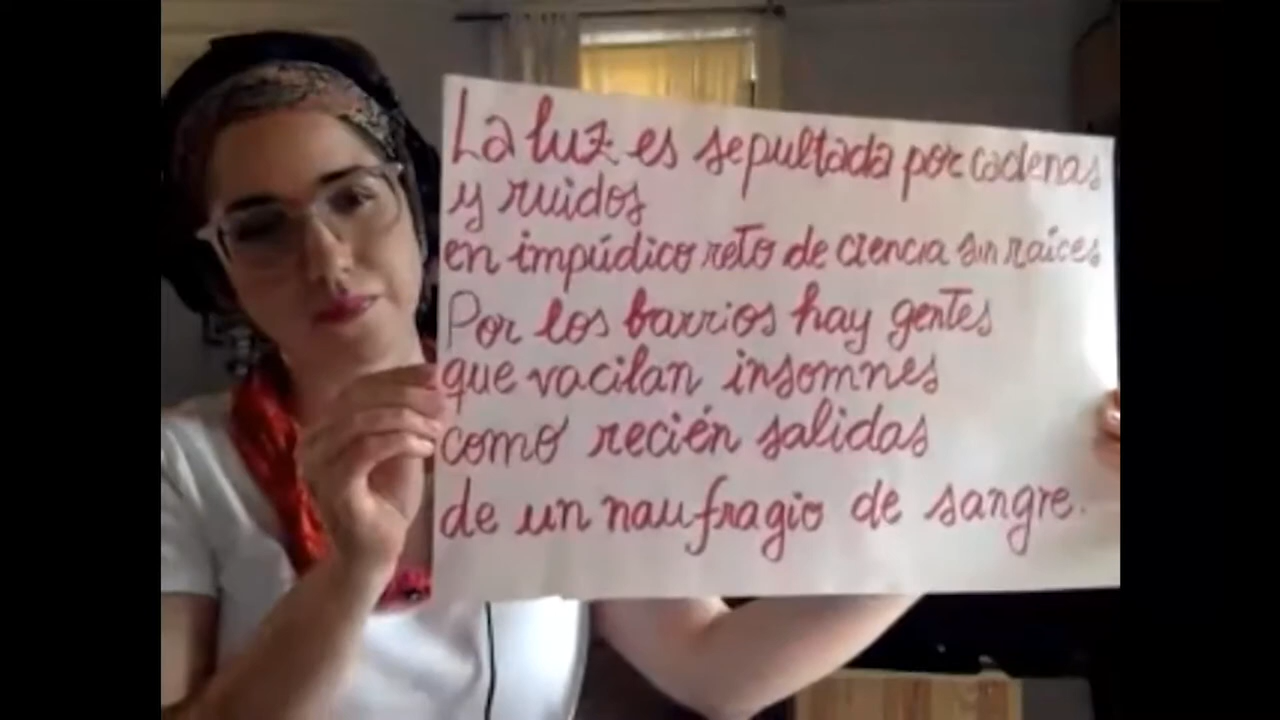 La luz es sepultada por cadenas
y ruidos
en impúdico reto de ciencia sin raíces
Por los barrios hay gentes
que vacilan insomnes
como recién salidas
de un naufragio de sangre.